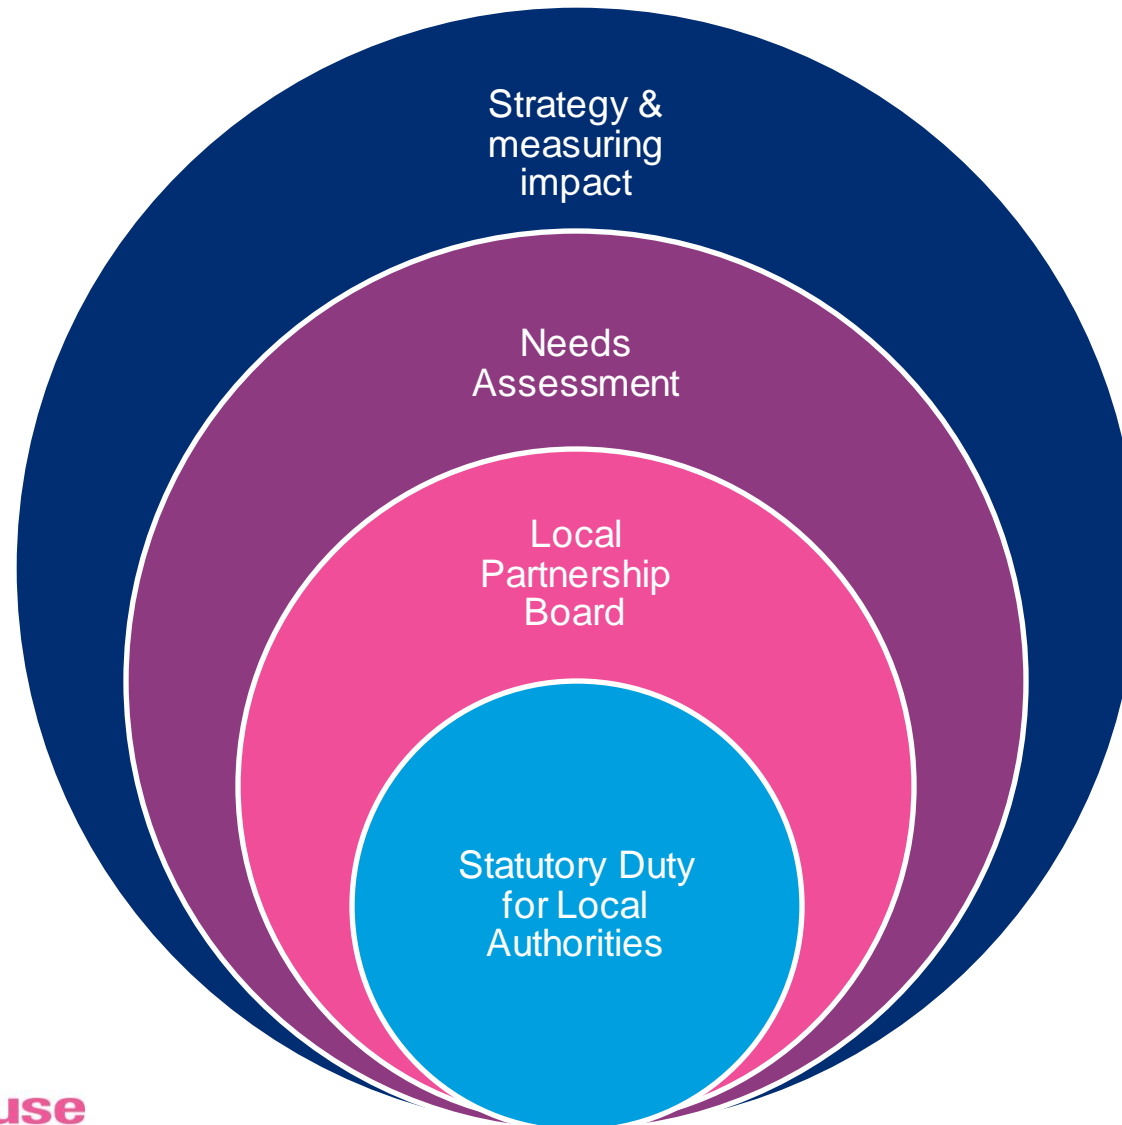 Strategy &
measuring
impact
Needs
Assessment
Local
Partnership
Board
Statutory Duty
for Local
Authorities
use